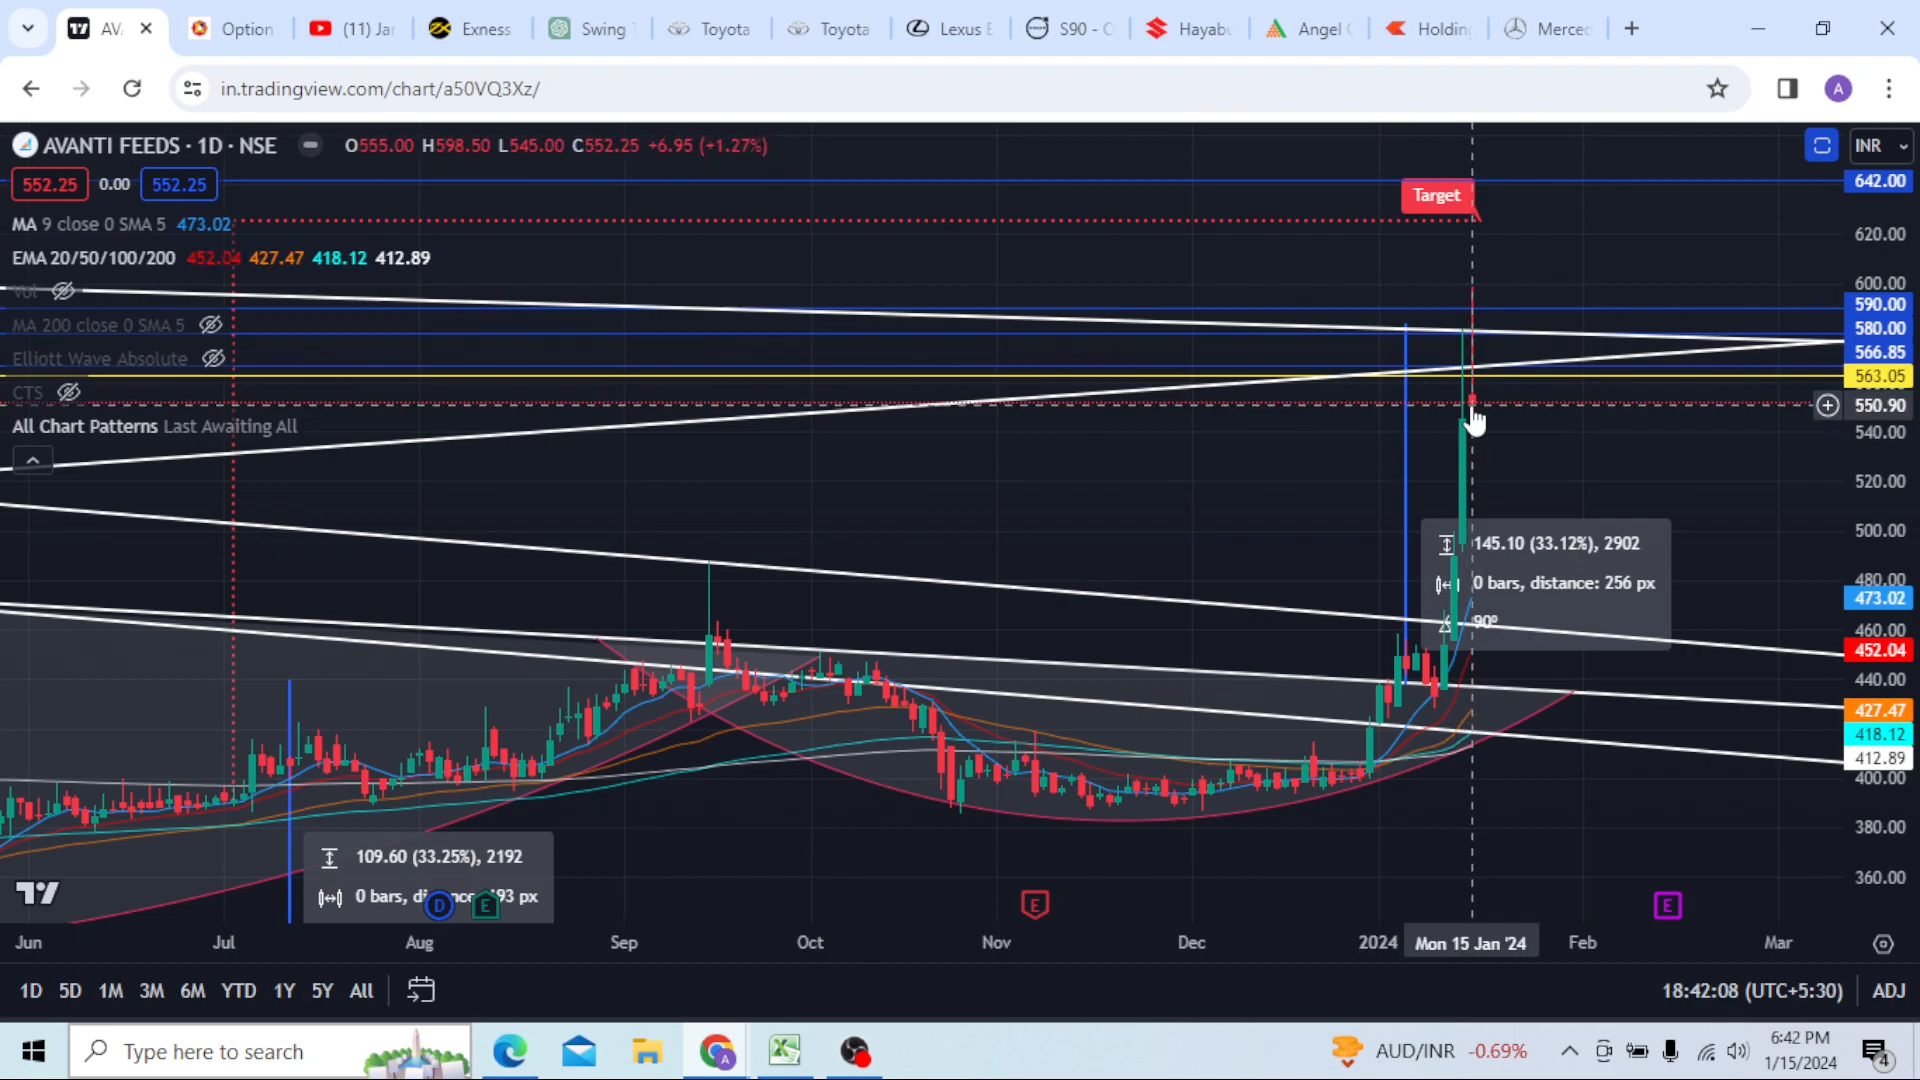 AV
Option
(11) Jar
Exness
Swing T
Toyota
Toyota
Lexus E
S90 - C
Hayabu
Angel
Holding
Merced
in.tradingview.com/chart/a50VQ3Xz/
A
AVANTI FEEDS · 1D · NSE
O555.00 H598.50 L545.00 C552.25 +6.95 (+1.27%)
INR
552.25 0.00 552.25
MA 9 close 0 SMA 5 473.02
EMA 20/50/100/200 452.04 427.47 418.12 412.89
Vol
MA 200 close 0 SMA 5
Elliott Wave Absolute
CTS
All Chart Patterns Last Awaiting All
Target
642.00
620.00
600.00
590.00
580.00
566.85
563.05
550.90
540.00
520.00
500.00
480.00
473.02
460.00
452.04
440.00
427.47
418.12
412.89
400.00
380.00
360.00
145.10 (33.12%), 2902
0 bars, distance: 256 px
90º
109.60 (33.25%), 2192
0 bars, distance: 493 px
D
E
E
E
Jun
Jul
Aug
Sep
Oct
Nov
Dec
2024
Mon 15 Jan '24
Feb
Mar
1D 5D 1M 3M 6M YTD 1Y 5Y All
18:42:08 (UTC+5:30)
ADJ
Type here to search
A
AUD/INR -0.69%
6:42 PM
1/15/2024
4